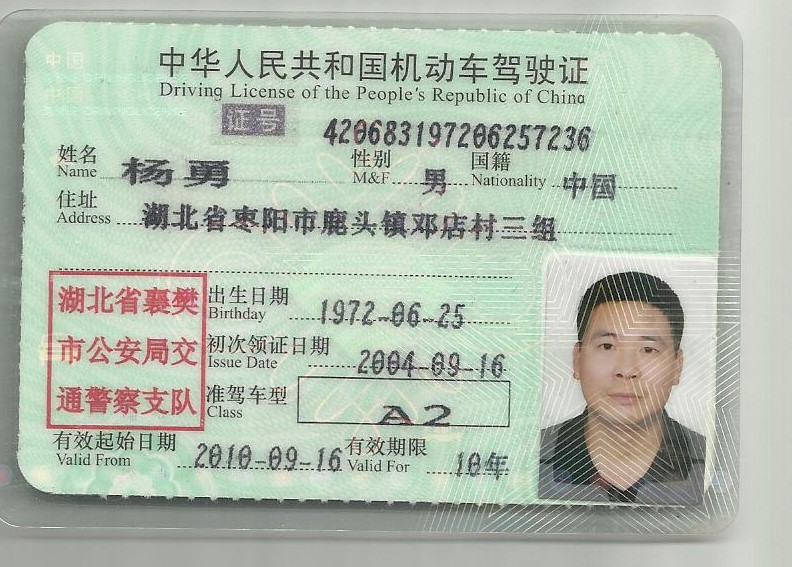 中国
中国
中华人民共和国机动车驾驶证
Driving License of the People's Republic of China
证号 420683197206257236
姓名 Name 杨勇 性别 M&F 男 国籍 Nationality 中国
住址 Address 湖北省枣阳市鹿头镇邓店村三组
湖北省襄樊
市公安局交
通警察支队
出生日期 Birthday 1972-06-25
初次领证日期 Issue Date 2004-09-16
准驾车型 Class A2
有效起始日期 Valid From 2010-09-16 有效期限 Valid For 10年